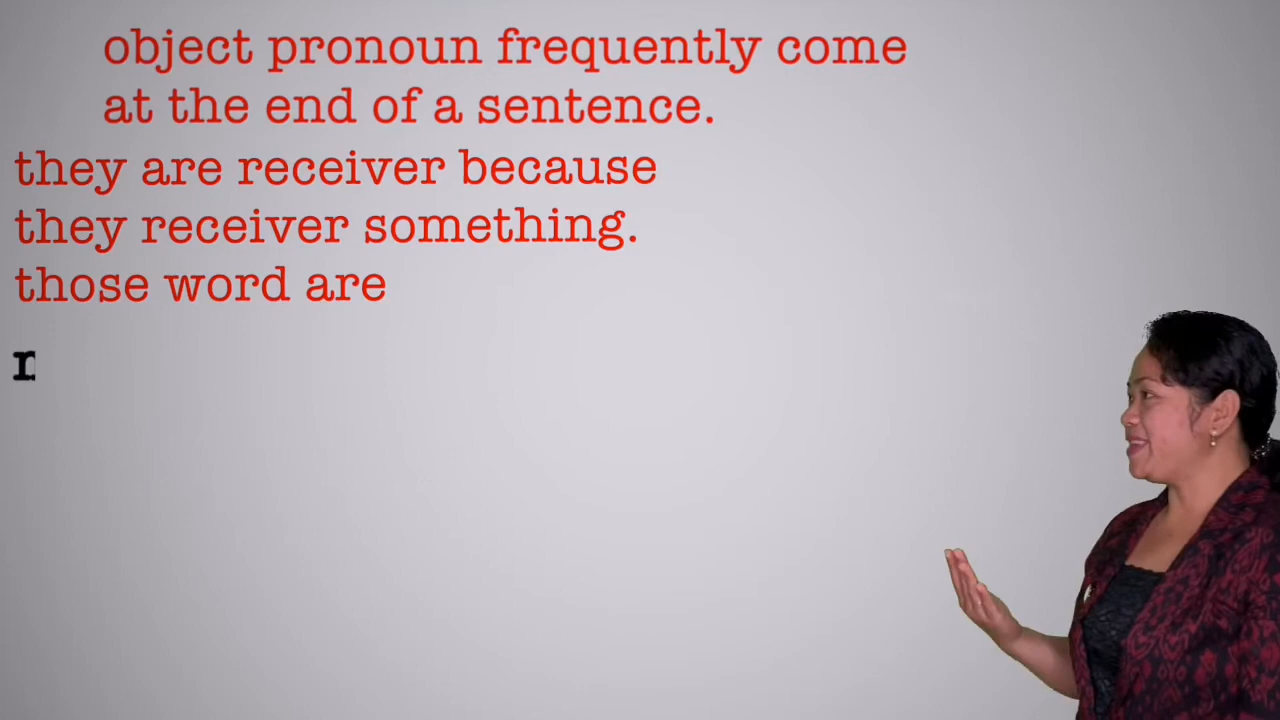 object pronoun frequently come
at the end of a sentence.
they are receiver because
they receiver something.
those word are